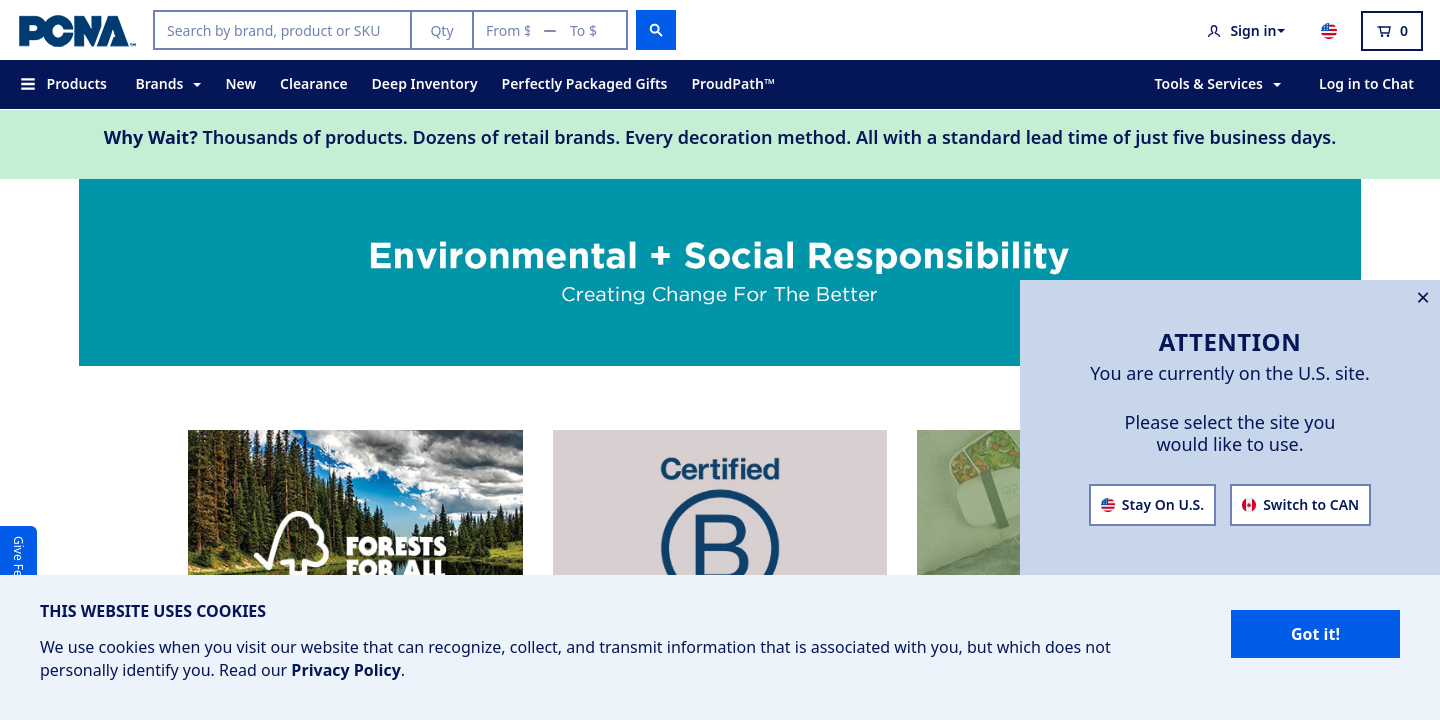 PCNA™
Search by brand, product or SKU
Qty
From $ — To $
Sign in
0
Products
Brands
New
Clearance
Deep Inventory
Perfectly Packaged Gifts
ProudPath™
Tools & Services
Log in to Chat
Why Wait? Thousands of products. Dozens of retail brands. Every decoration method. All with a standard lead time of just five business days.
Environmental + Social Responsibility
Creating Change For The Better
ATTENTION
You are currently on the U.S. site.
Please select the site you
would like to use.
Stay On U.S.
Switch to CAN
FORESTS™
FOR ALL
Certified
B
Give
THIS WEBSITE USES COOKIES
We use cookies when you visit our website that can recognize, collect, and transmit information that is associated with you, but which does not
personally identify you. Read our Privacy Policy.
Got it!